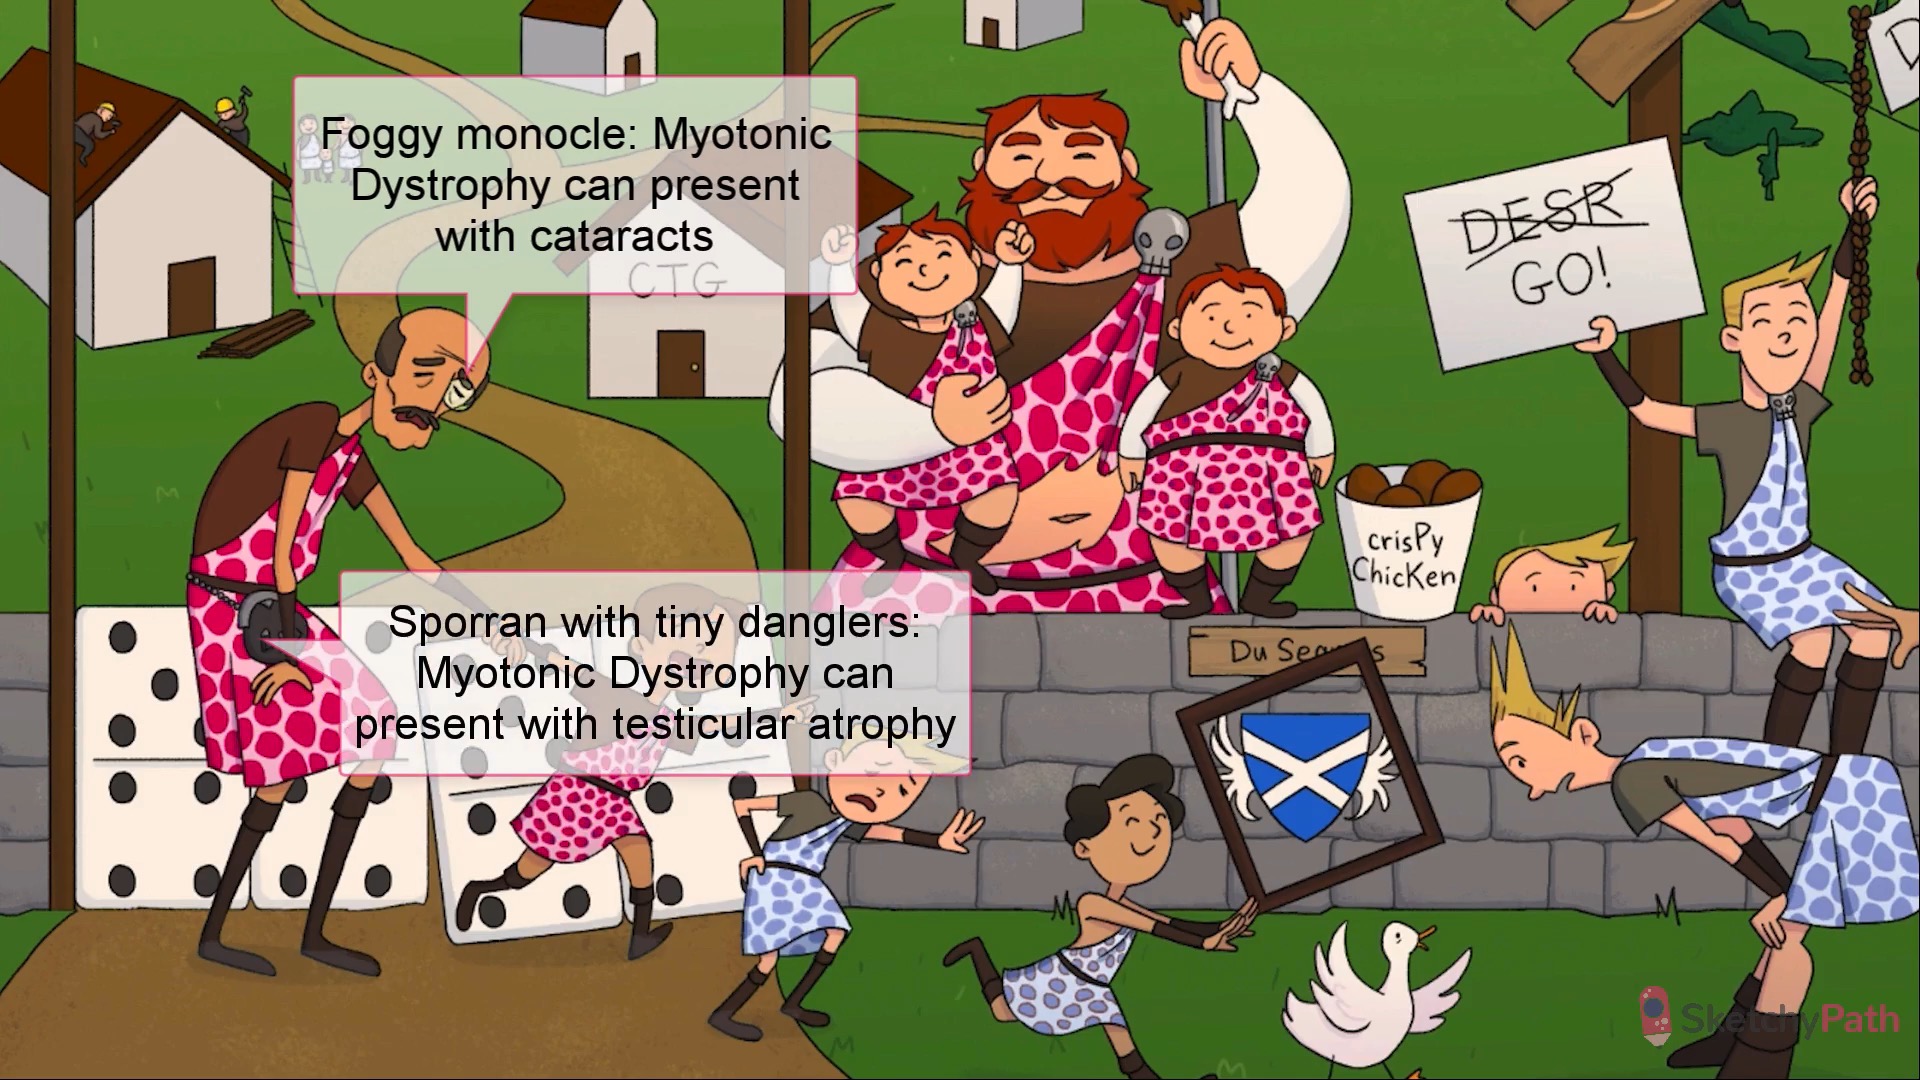 Foggy monocle: Myotonic
Dystrophy can present
with cataracts
CTG
DESR
GO!
crisPy
Chicken
Sporran with tiny danglers:
Myotonic Dystrophy can
present with testicular atrophy
SketchyPath